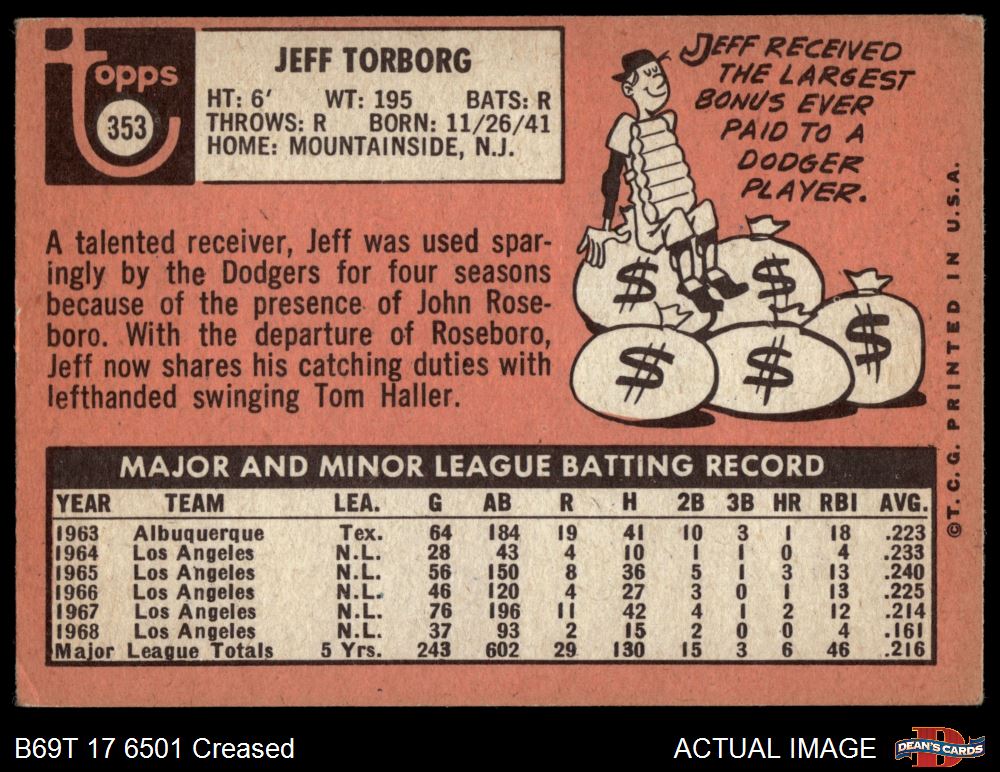 topps
353
JEFF TORBORG
HT: 6' WT: 195 BATS: R
THROWS: R BORN: 11/26/41
HOME: MOUNTAINSIDE, N.J.
JEFF RECEIVED
THE LARGEST
BONUS EVER
PAID TO A
DODGER
PLAYER.
A talented receiver, Jeff was used spar-
ingly by the Dodgers for four seasons
because of the presence of John Rose-
boro. With the departure of Roseboro,
Jeff now shares his catching duties with
lefthanded swinging Tom Haller.
$ $ $ $ $
MAJOR AND MINOR LEAGUE BATTING RECORD
YEAR TEAM LEA. G AB R H 2B 3B HR RBI AVG.
1963 Albuquerque Tex. 64 184 19 41 10 3 1 18 .223
1964 Los Angeles N.L. 28 43 4 10 1 1 0 4 .233
1965 Los Angeles N.L. 56 150 8 36 5 1 3 13 .240
1966 Los Angeles N.L. 46 120 4 27 3 0 1 13 .225
1967 Los Angeles N.L. 76 196 11 42 4 1 2 12 .214
1968 Los Angeles N.L. 37 93 2 15 2 0 0 4 .161
Major League Totals 5 Yrs. 243 602 29 130 15 3 6 46 .216
©T.C.G. PRINTED IN U.S.A.
B69T 17 6501 Creased
ACTUAL IMAGE
D
DEAN'S CARDS